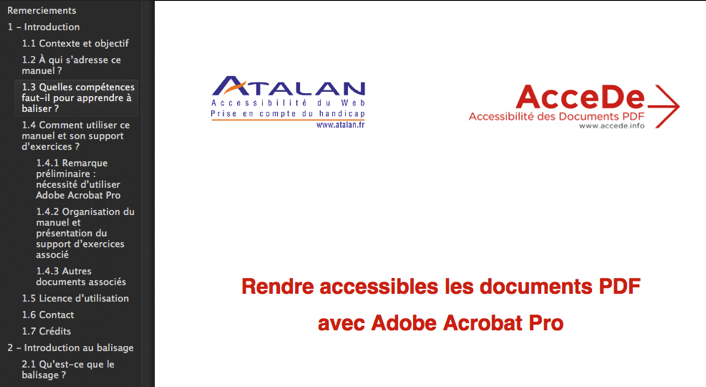 Remerciements
1 – Introduction
1.1 Contexte et objectif
1.2 À qui s'adresse ce
manuel ?
1.3 Quelles compétences
faut-il pour apprendre à
baliser ?
1.4 Comment utiliser ce
manuel et son support
d'exercices ?
1.4.1 Remarque
préliminaire :
nécessité d'utiliser
Adobe Acrobat Pro
1.4.2 Organisation du
manuel et
présentation du
support d'exercices
associé
1.4.3 Autres
documents associés
1.5 Licence d'utilisation
1.6 Contact
1.7 Crédits
2 – Introduction au balisage
2.1 Qu'est-ce que le
balisage ?
ATALAN
Accessibilité du Web
Prise en compte du handicap
www.atalan.fr
AcceDe
Accessibilité des Documents PDF
www.accede.info
Rendre accessibles les documents PDF
avec Adobe Acrobat Pro